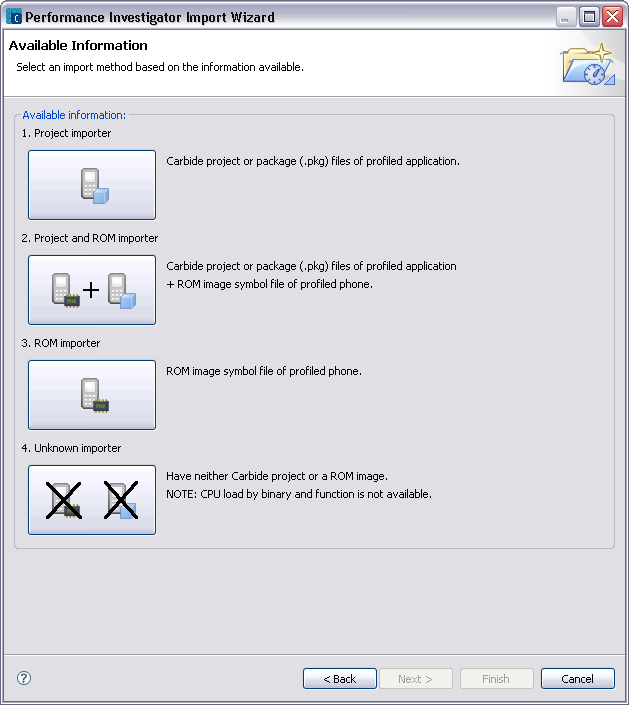 Performance Investigator Import Wizard
Available Information
Select an import method based on the information available.
Available information:
1. Project importer
Carbide project or package (.pkg) files of profiled application.
2. Project and ROM importer
Carbide project or package (.pkg) files of profiled application
+ ROM image symbol file of profiled phone.
3. ROM importer
ROM image symbol file of profiled phone.
4. Unknown importer
Have neither Carbide project or a ROM image.
NOTE: CPU load by binary and function is not available.
< Back
Next >
Finish
Cancel